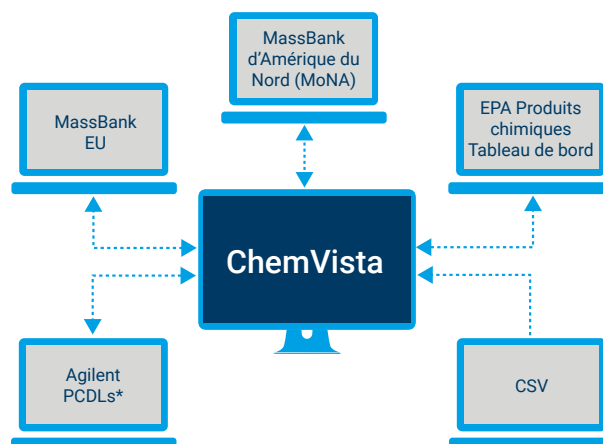 MassBank
d’Amérique du
Nord (MoNA)
MassBank
EU
EPA Produits
chimiques
Tableau de bord
ChemVista
Agilent
PCDLs*
CSV